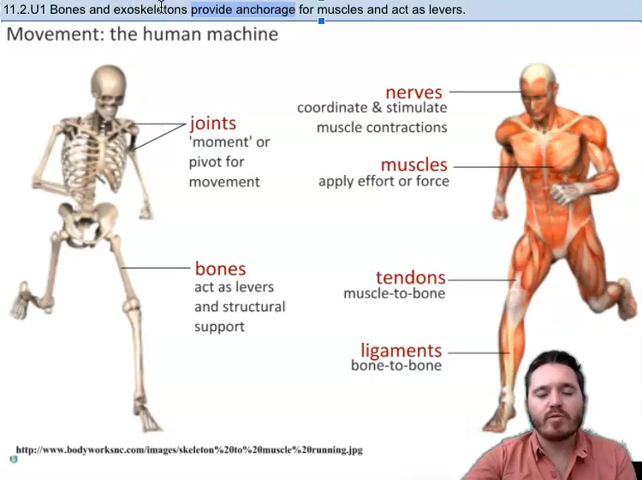 11.2.U1 Bones and exoskeletons provide anchorage for muscles and act as levers.
Movement: the human machine
joints
'moment' or
pivot for
movement
bones
act as levers
and structural
support
nerves
coordinate & stimulate
muscle contractions
muscles
apply effort or force
tendons
muscle-to-bone
ligaments
bone-to-bone
http://www.bodyworksnc.com/images/skeleton%20to%20muscle%20running.jpg